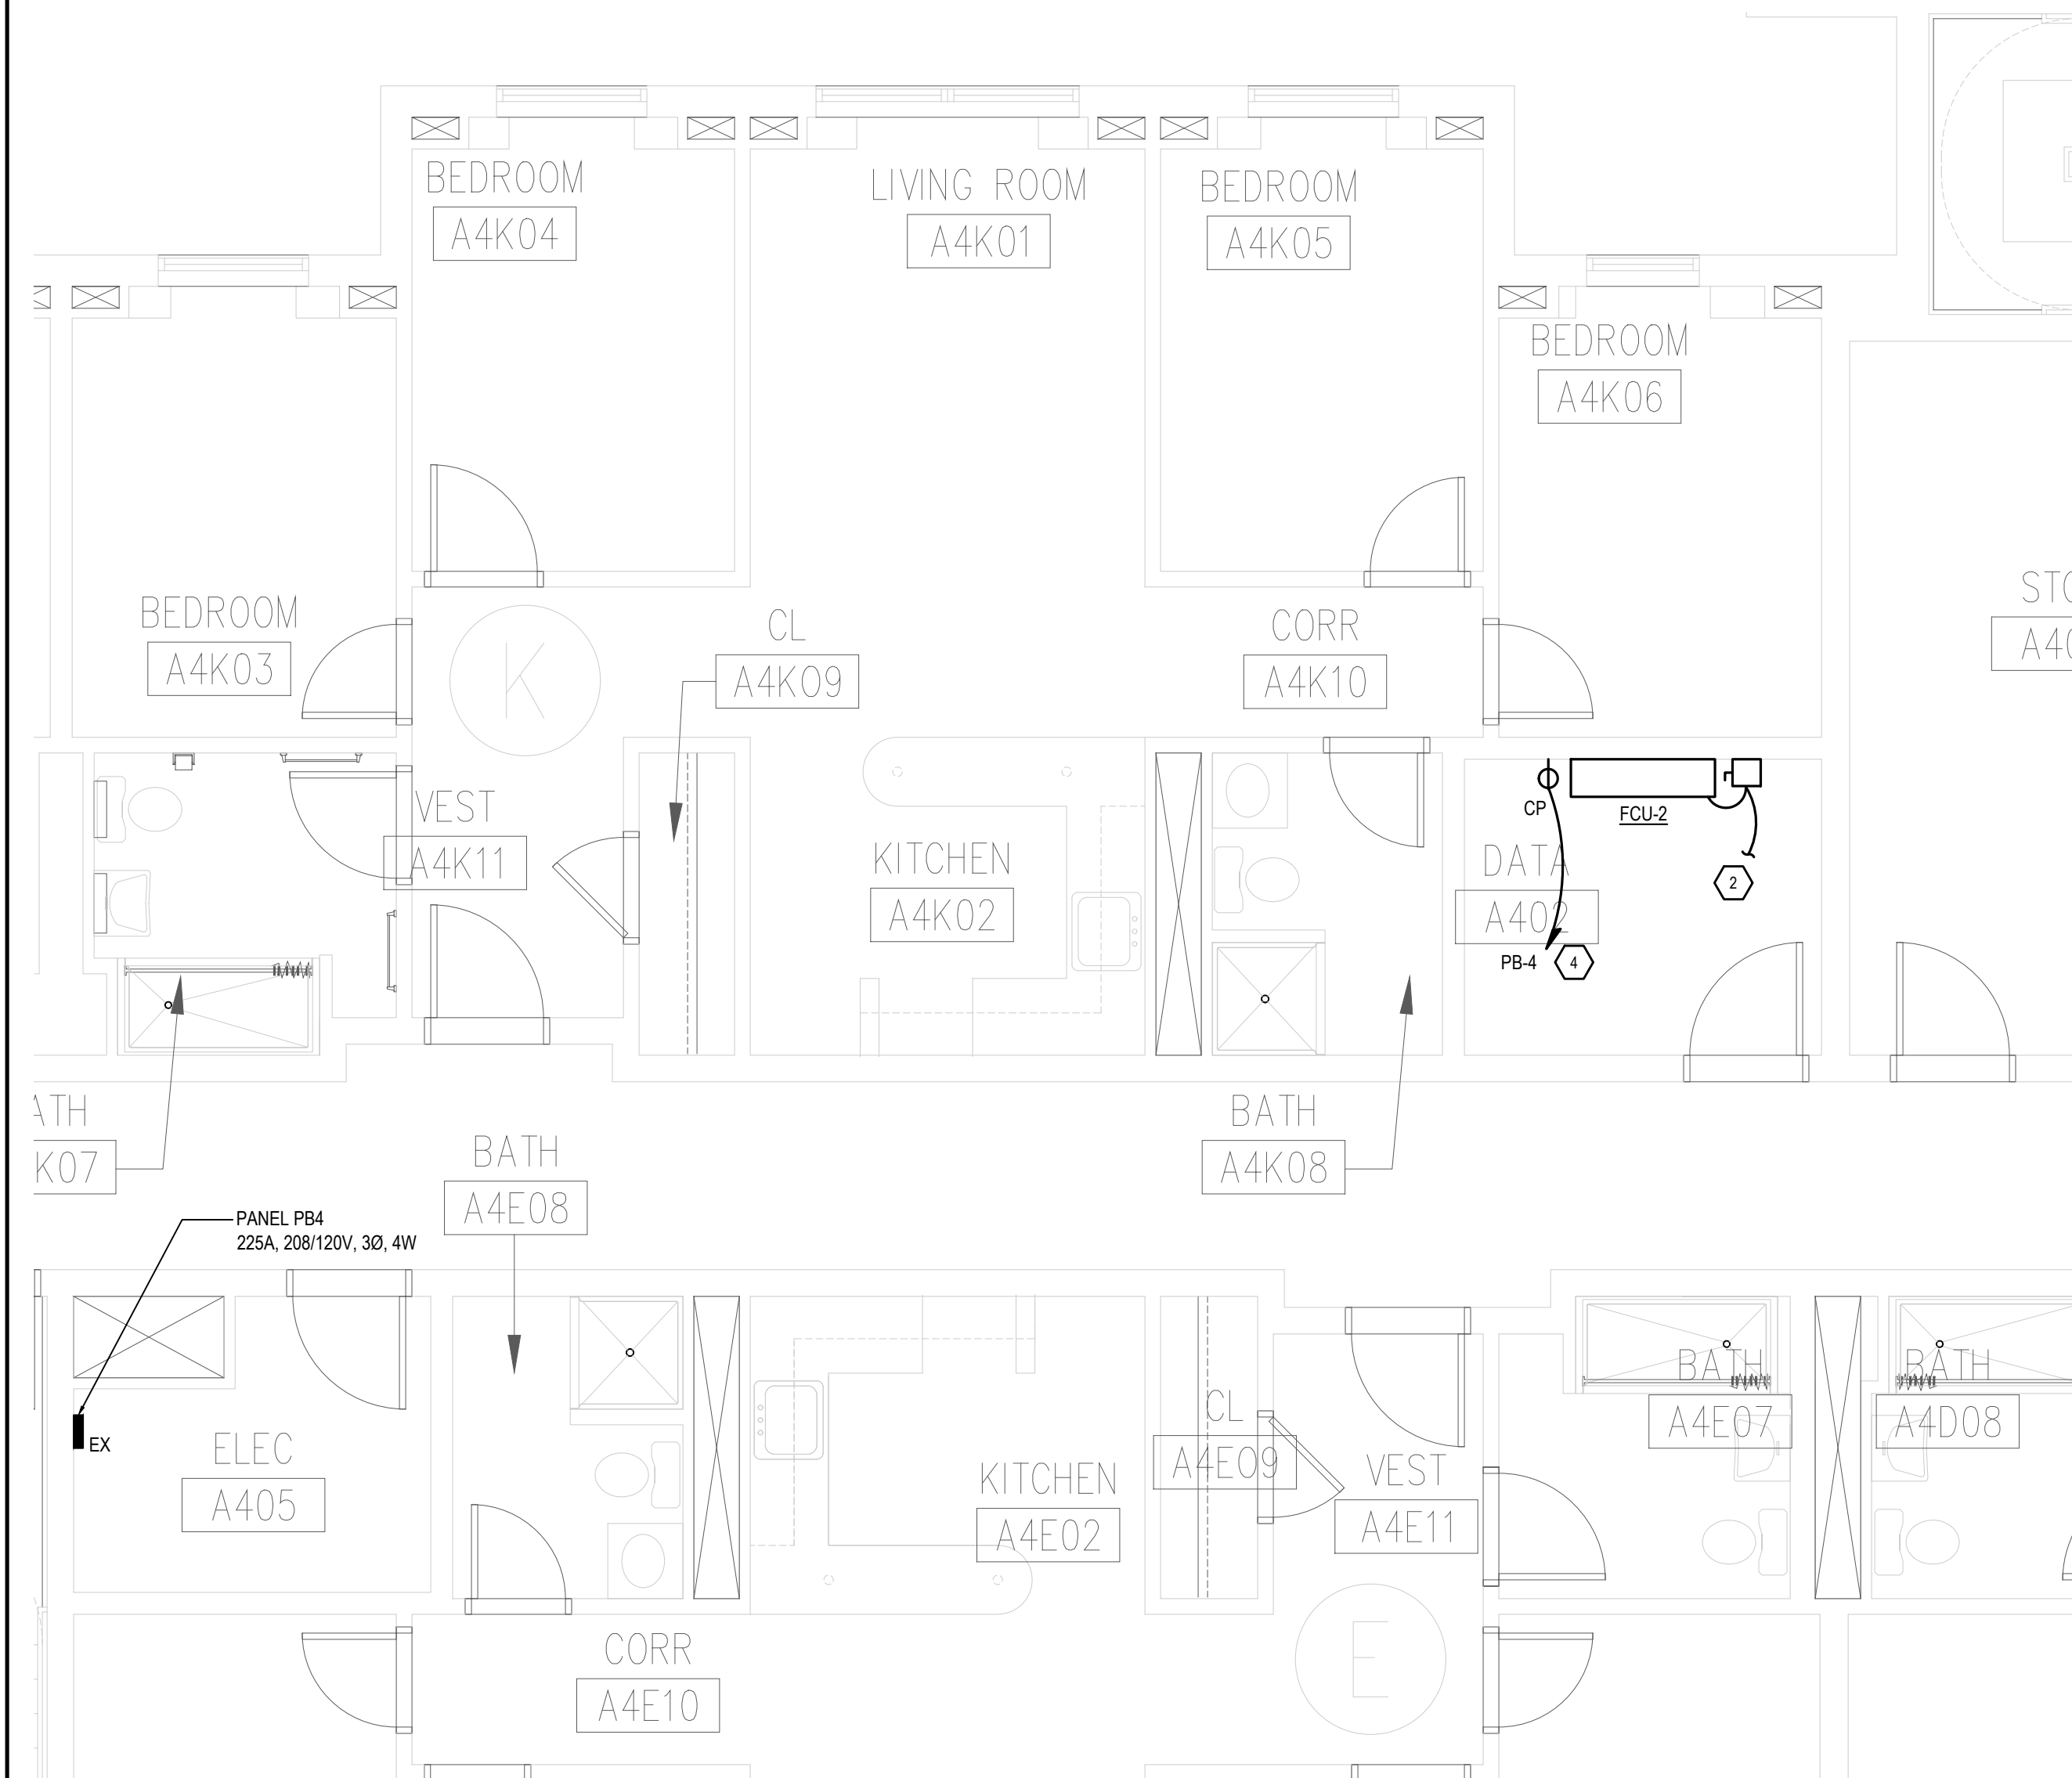 BEDROOM
A4K04
LIVING ROOM
A4K01
BEDROOM
A4K05
BEDROOM
A4K06
BEDROOM
A4K03
K
CL
A4K09
CORR
A4K10
VEST
A4K11
KITCHEN
A4K02
CP
FCU-2
DATA
A402
2
PB-4
4
ATH
K07
BATH
A4E08
BATH
A4K08
PANEL PB4
225A, 208/120V, 3Ø, 4W
EX
ELEC
A405
KITCHEN
A4E02
CL
A4E09
VEST
A4E11
BATH
A4E07
BATH
A4D08
CORR
A4E10
E